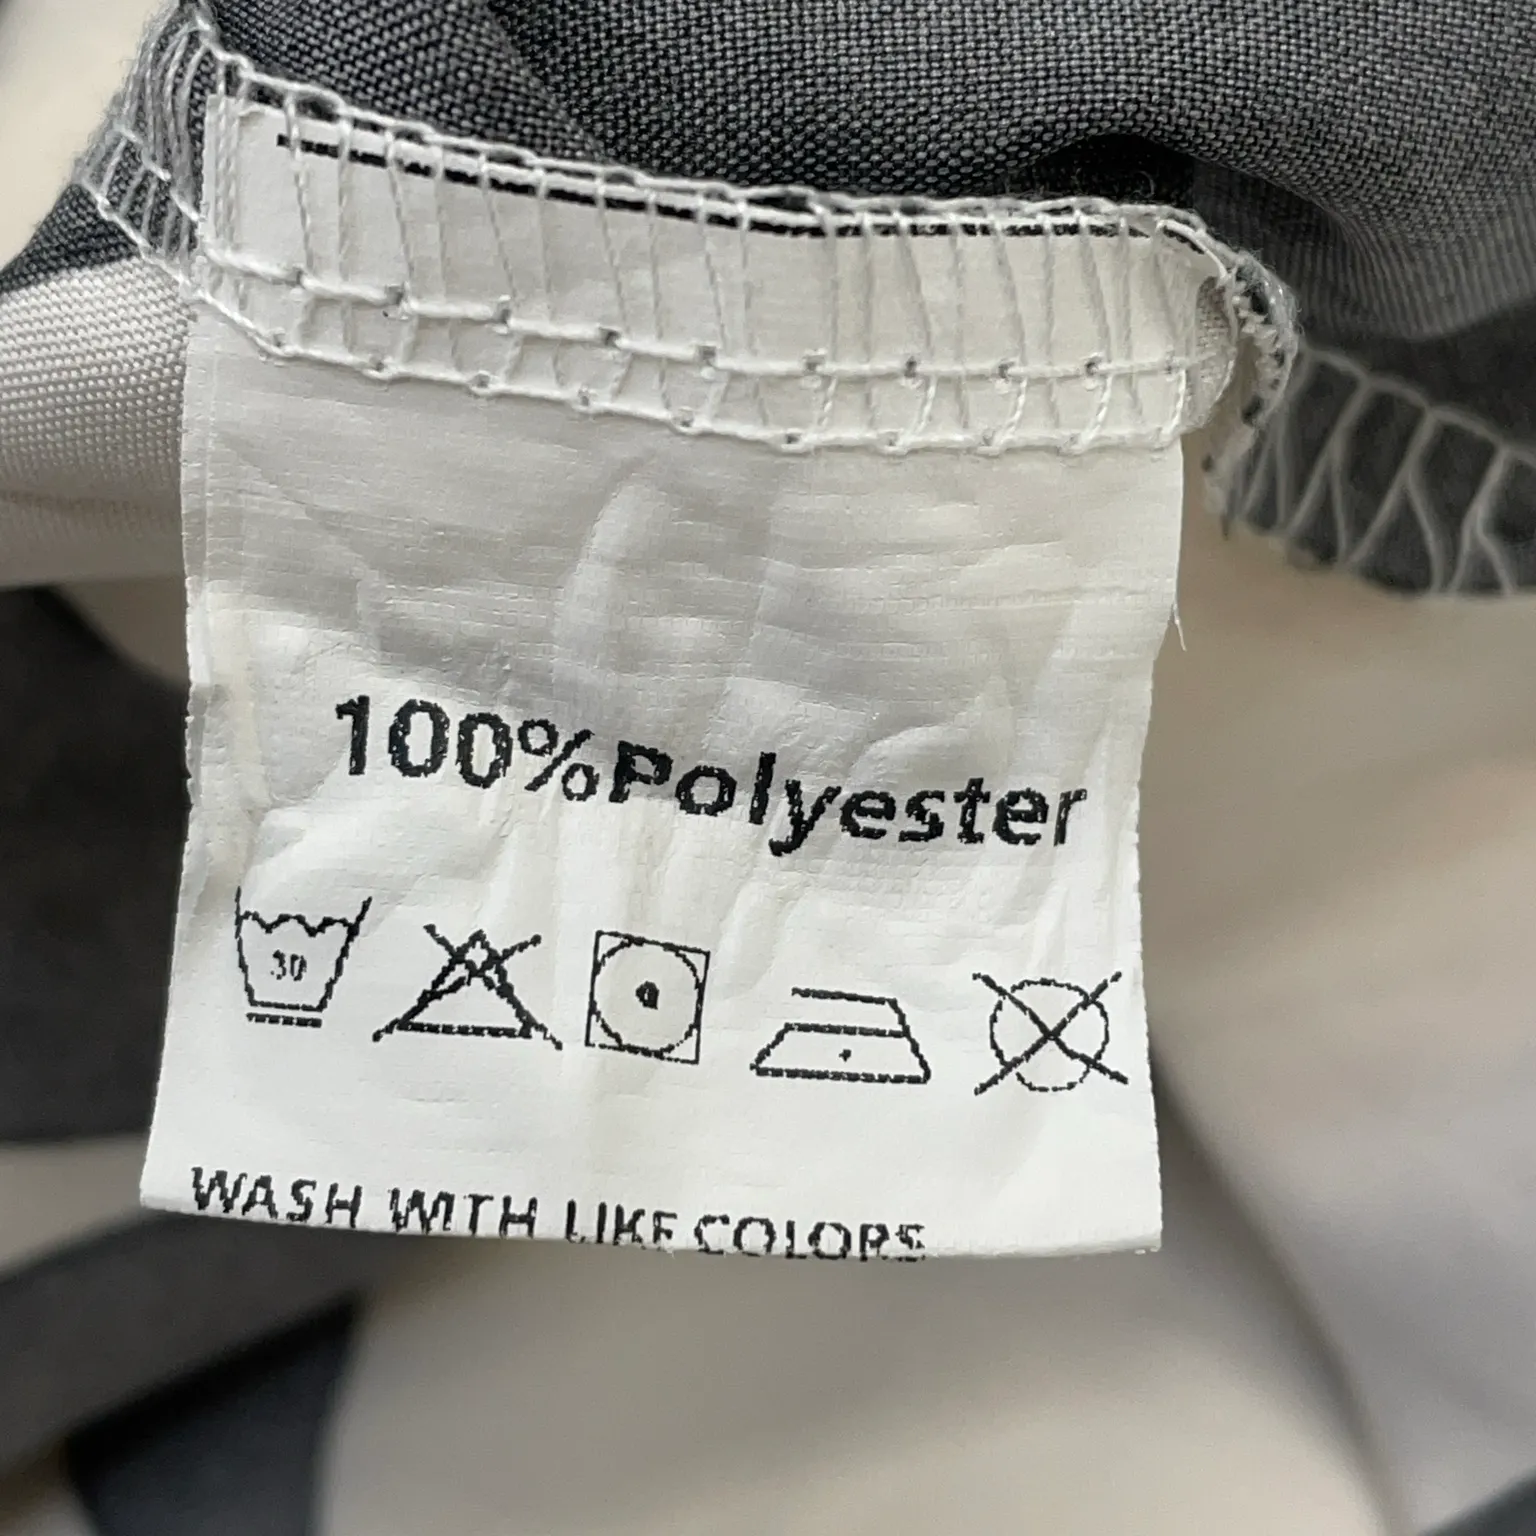 100%Polyester
30
WASH WITH LIKE COLORS